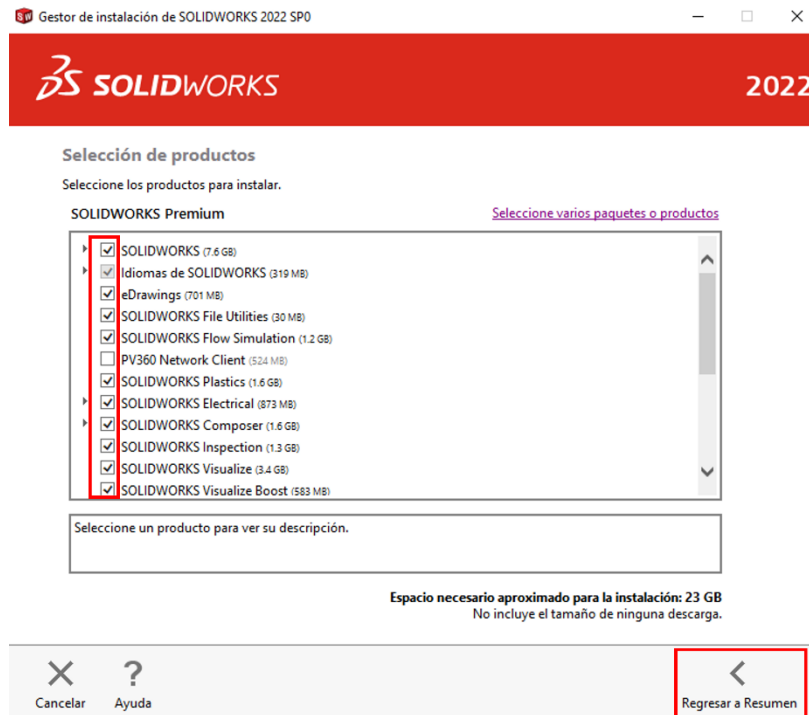 SW Gestor de instalación de SOLIDWORKS 2022 SP0
SOLIDWORKS 2022
Selección de productos
Seleccione los productos para instalar.
SOLIDWORKS Premium Seleccione varios paquetes o productos
SOLIDWORKS (7.6 GB)
Idiomas de SOLIDWORKS (319 MB)
eDrawings (701 MB)
SOLIDWORKS File Utilities (30 MB)
SOLIDWORKS Flow Simulation (1.2 GB)
PV360 Network Client (524 MB)
SOLIDWORKS Plastics (1.6 GB)
SOLIDWORKS Electrical (873 MB)
SOLIDWORKS Composer (1.6 GB)
SOLIDWORKS Inspection (1.3 GB)
SOLIDWORKS Visualize (3.4 GB)
SOLIDWORKS Visualize Boost (583 MB)
Seleccione un producto para ver su descripción.
Espacio necesario aproximado para la instalación: 23 GB
No incluye el tamaño de ninguna descarga.
?
Cancelar Ayuda Regresar a Resumen